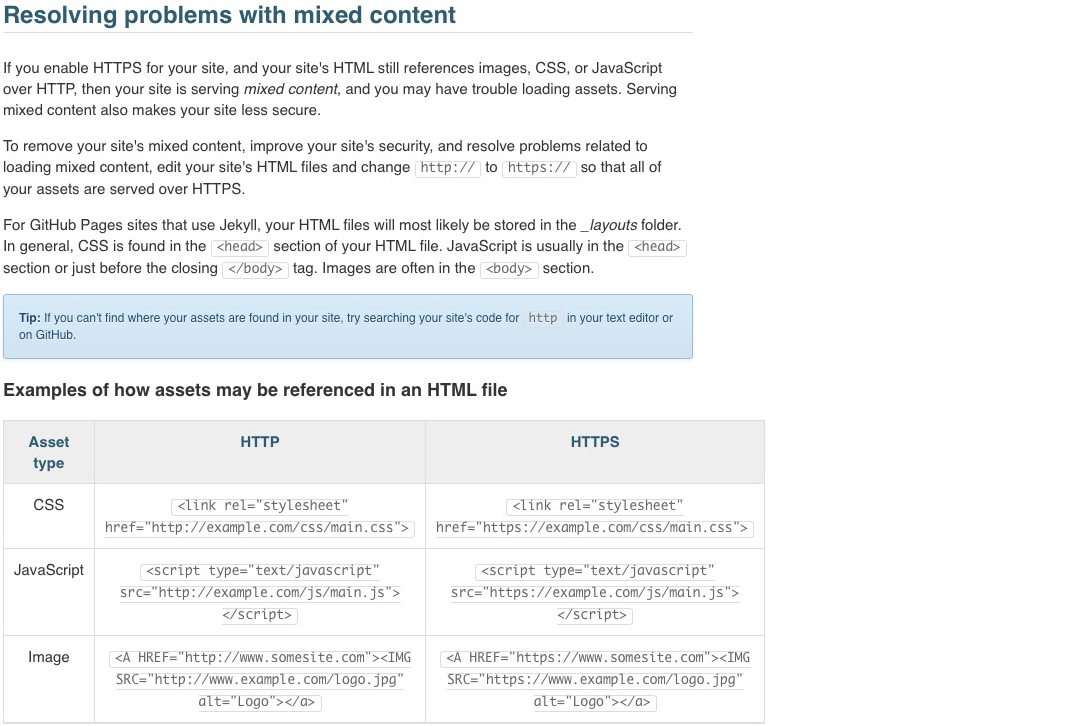 Resolving problems with mixed content
If you enable HTTPS for your site, and your site's HTML still references images, CSS, or JavaScript
over HTTP, then your site is serving mixed content, and you may have trouble loading assets. Serving
mixed content also makes your site less secure.
To remove your site's mixed content, improve your site's security, and resolve problems related to
loading mixed content, edit your site's HTML files and change http:// to https:// so that all of
your assets are served over HTTPS.
For GitHub Pages sites that use Jekyll, your HTML files will most likely be stored in the _layouts folder.
In general, CSS is found in the <head> section of your HTML file. JavaScript is usually in the <head>
section or just before the closing </body> tag. Images are often in the <body> section.
Tip: If you can't find where your assets are found in your site, try searching your site's code for http in your text editor or
on GitHub.
Examples of how assets may be referenced in an HTML file
Asset
type
HTTP
HTTPS
CSS
<link rel="stylesheet"
href="http://example.com/css/main.css">
<link rel="stylesheet"
href="https://example.com/css/main.css">
JavaScript
<script type="text/javascript"
src="http://example.com/js/main.js">
</script>
<script type="text/javascript"
src="https://example.com/js/main.js">
</script>
Image
<A HREF="http://www.somesite.com"><IMG
SRC="http://www.example.com/logo.jpg"
alt="Logo"></a>
<A HREF="https://www.somesite.com"><IMG
SRC="https://www.example.com/logo.jpg"
alt="Logo"></a>